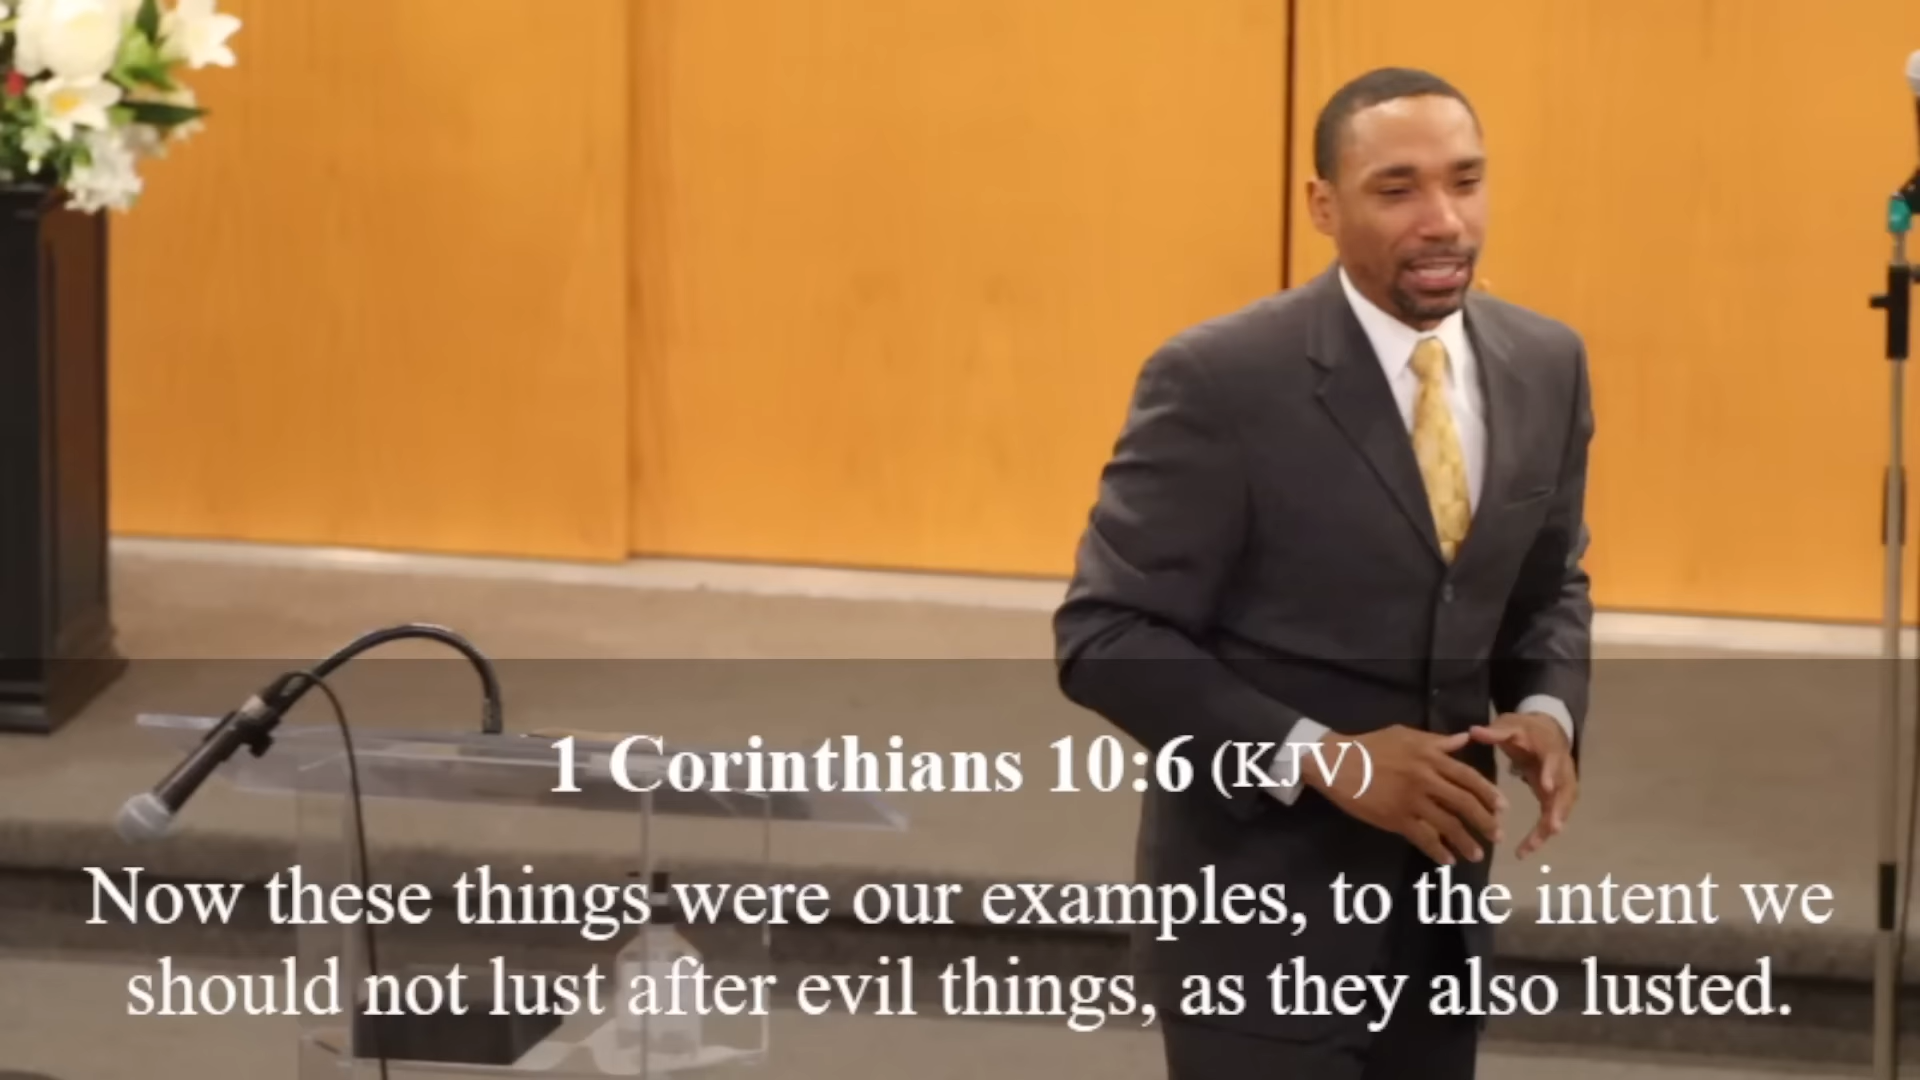 1 Corinthians 10:6 (KJV)
Now these things were our examples, to the intent we
should not lust after evil things, as they also lusted.